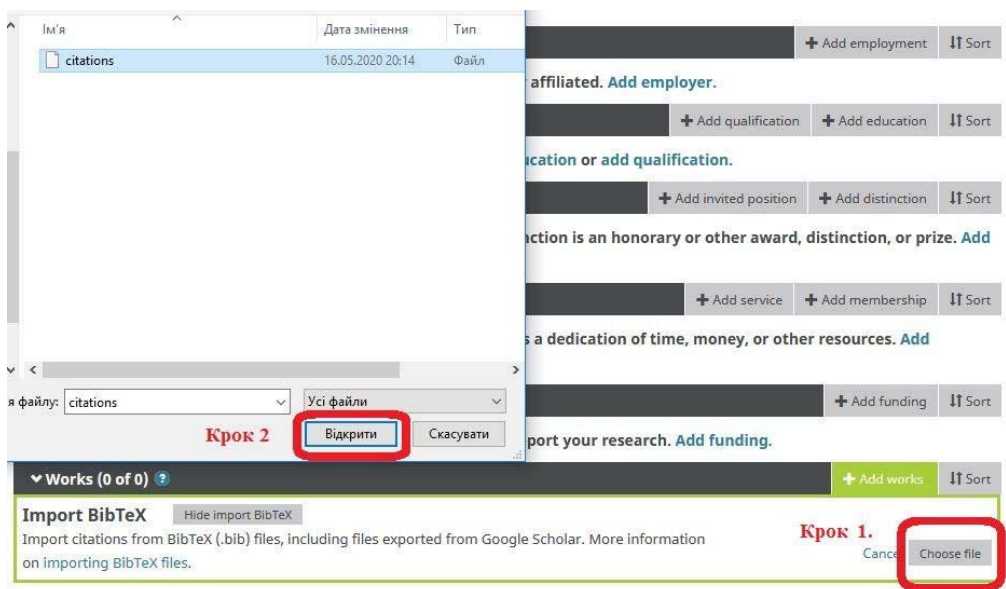 Ім'я Дата змінення Тип
citations 16.05.2020 20:14 Файл
Add employment Sort
affiliated. Add employer.
Add qualification Add education Sort
or add qualification.
Add invited position Add distinction Sort
is an honorary or other award, distinction, or prize. Add
Add service Add membership Sort
a dedication of time, money, or other resources. Add
файлу: citations Усі файли
Add funding Sort
Крок 2 Відкрити Скасувати
your research. Add funding.
Works (0 of 0) ? Add works Sort
Import BibTeX Hide import BibTeX
Import citations from BibTeX (.bib) files, including files exported from Google Scholar. More information
on importing BibTeX files.
Крок 1.
Choose file